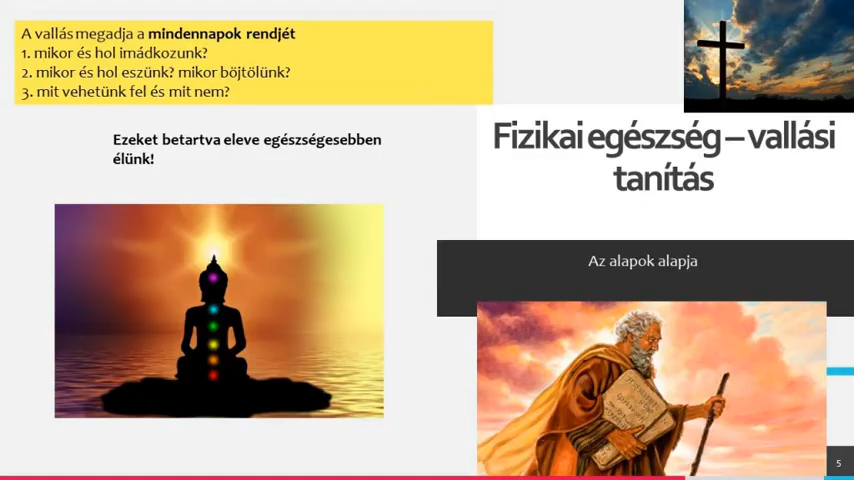 A vallás megadja a mindennapok rendjét
1. mikor és hol imádkozunk?
2. mikor és hol eszünk? mikor böjtölünk?
3. mit vehetünk fel és mit nem?
Ezeket betartva eleve egészségesebben
élünk!
Fizikai egészség – vallási
tanítás
Az alapok alapja
5